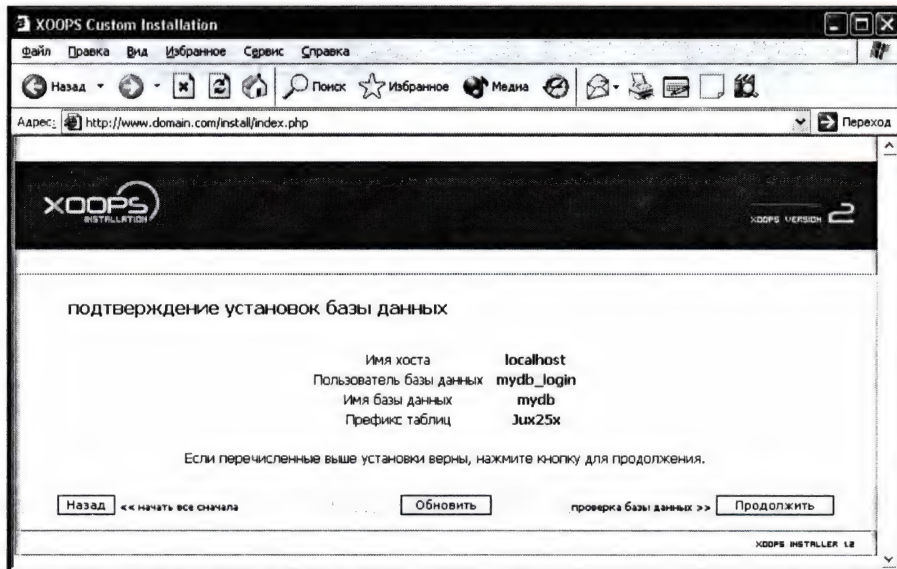 XOOPS Custom Installation
Файл Правка Вид Избранное Сервис Справка
Назад Поиск Избранное Медиа
Адрес: http://www.domain.com/install/index.php Переход
XOOPS
INSTALLATION
XOOPS VERSION 2
подтверждение установок базы данных
Имя хоста localhost
Пользователь базы данных mydb_login
Имя базы данных mydb
Префикс таблиц Jux25x
Если перечисленные выше установки верны, нажмите кнопку для продолжения.
Назад << начать все сначала Обновить проверка базы данных >> Продолжить
XOOPS INSTALLER 1.2